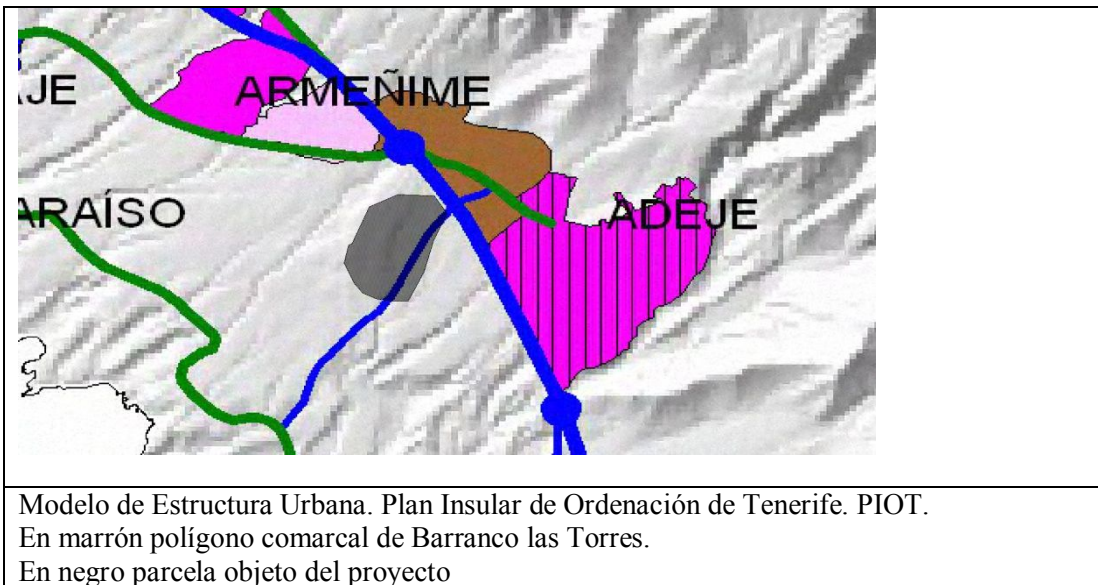 JE
ARMEÑIME
ARAÍSO
ADEJE
Modelo de Estructura Urbana. Plan Insular de Ordenación de Tenerife. PIOT.
En marrón polígono comarcal de Barranco las Torres.
En negro parcela objeto del proyecto